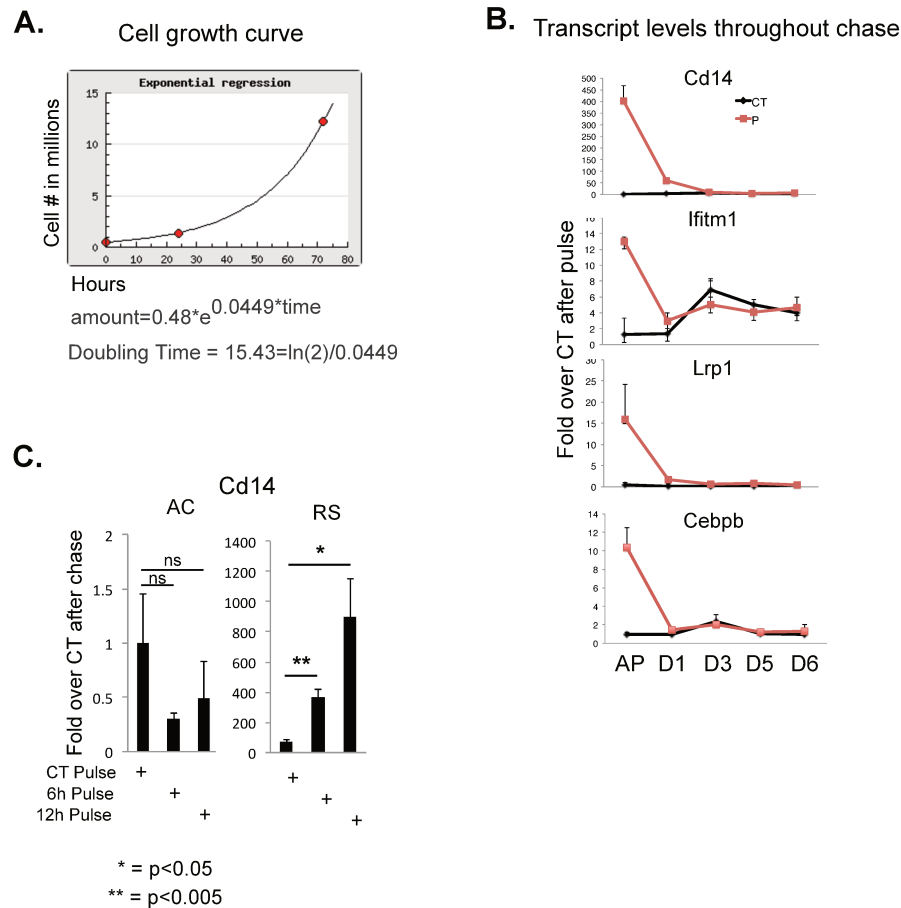 A.
Cell growth curve
Exponential regression
Cell # in millions
15
10
5
0
0 10 20 30 40 50 60 70 80
Hours
amount=0.48*e^0.0449*time
Doubling Time = 15.43=ln(2)/0.0449
B.
Transcript levels throughout chase
Fold over CT after pulse
Cd14
CT
P
500
450
400
350
300
250
200
150
100
50
0
Ifitm1
16
14
12
10
8
6
4
2
0
Lrp1
30
25
20
15
10
5
0
Cebpb
14
12
10
8
6
4
2
0
AP D1 D3 D5 D6
C.
Cd14
Fold over CT after chase
AC
2
1.5
1
0.5
0
ns
ns
RS
1400
1200
1000
800
600
400
200
0
*
**
CT Pulse + +
6h Pulse + +
12h Pulse + +
* = p<0.05
** = p<0.005